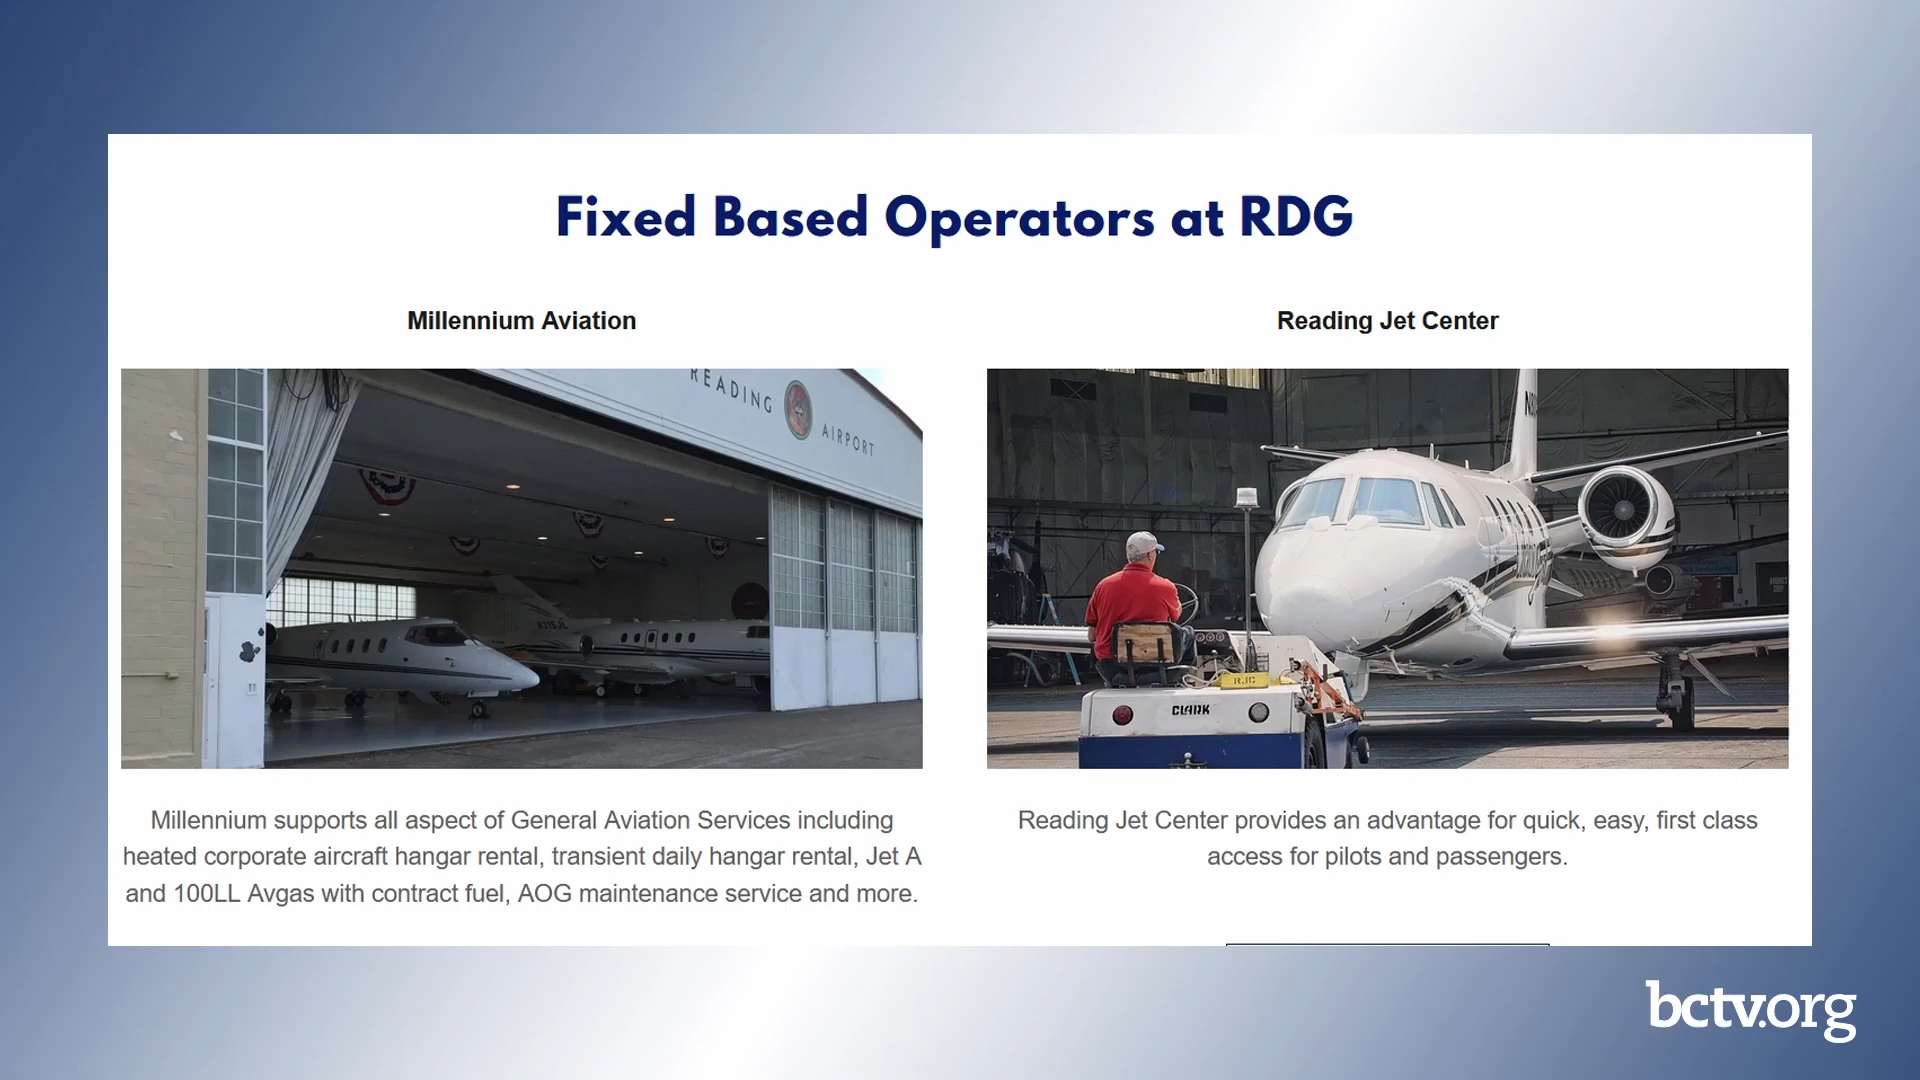 Fixed Based Operators at RDG
Millennium Aviation
Reading Jet Center
READING
AIRPORT
N315JL
RJC
CLARK
Millennium supports all aspect of General Aviation Services including
heated corporate aircraft hangar rental, transient daily hangar rental, Jet A
and 100LL Avgas with contract fuel, AOG maintenance service and more.
Reading Jet Center provides an advantage for quick, easy, first class
access for pilots and passengers.
bctv.org